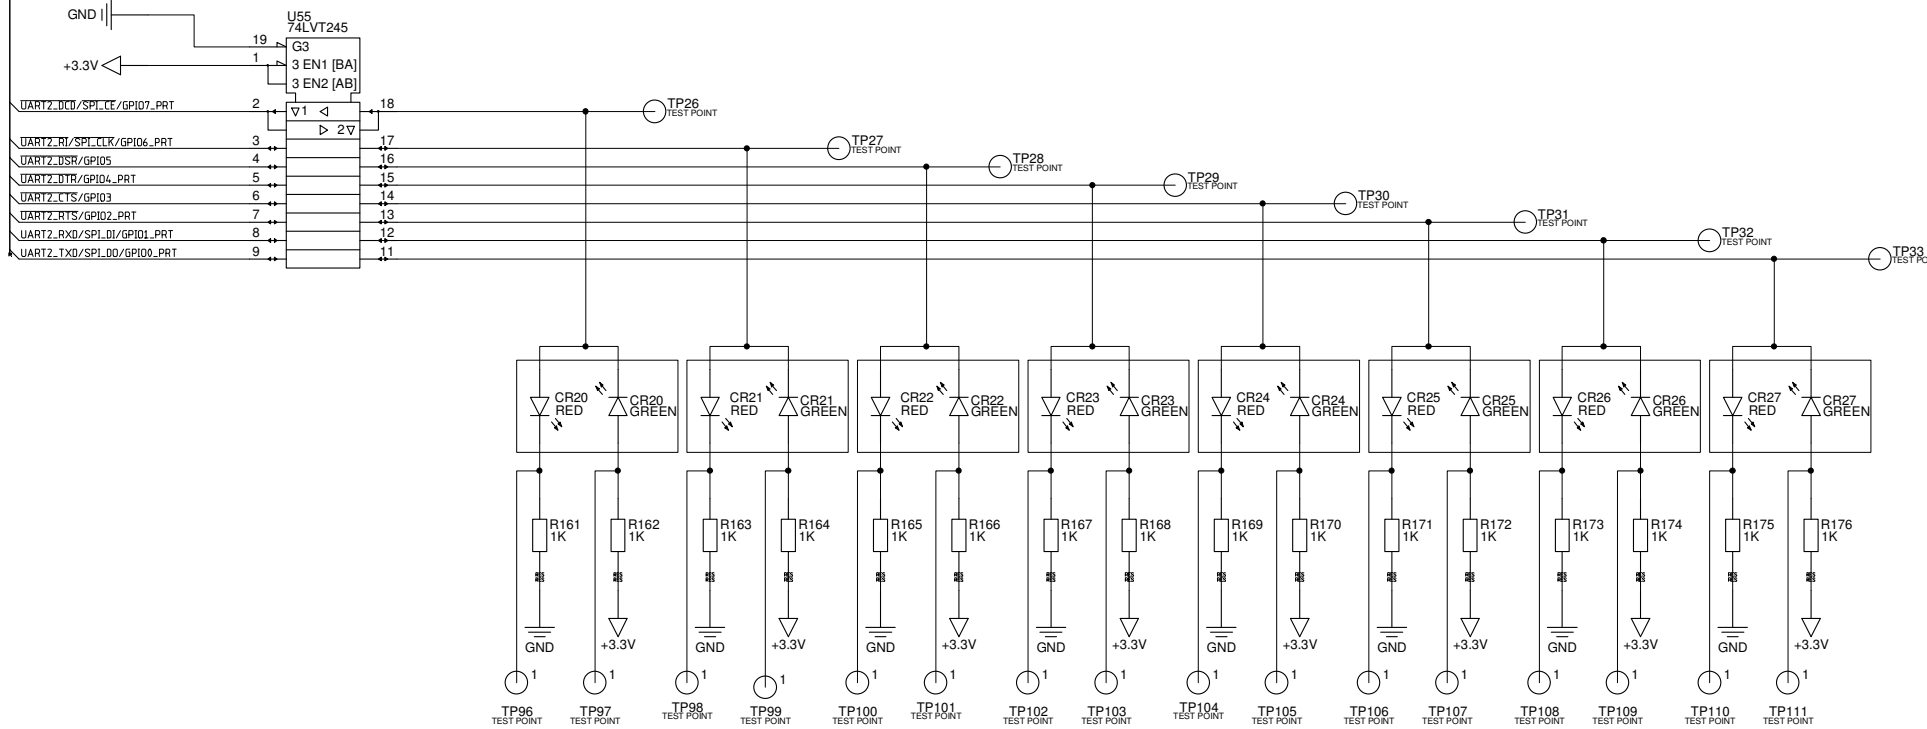 GND
U55
74LVT245
19 G3
+3.3V 1 3 EN1 [BA]
3 EN2 [AB]
UART2_DCD/SPI_CE/GPIO7_PRT 2 1 18 TP26
TEST POINT
2
UART2_RI/SPI_CLK/GPIO6_PRT 3 17 TP27
TEST POINT
UART2_DSR/GPIO5 4 16 TP28
TEST POINT
UART2_DTR/GPIO4_PRT 5 15 TP29
TEST POINT
UART2_CTS/GPIO3 6 14 TP30
TEST POINT
UART2_RTS/GPIO2_PRT 7 13 TP31
TEST POINT
UART2_RXD/SPI_DI/GPIO1_PRT 8 12 TP32
TEST POINT
UART2_TXD/SPI_DO/GPIO0_PRT 9 11 TP33
TEST PO
CR20 RED CR20 GREEN
CR21 RED CR21 GREEN
CR22 RED CR22 GREEN
CR23 RED CR23 GREEN
CR24 RED CR24 GREEN
CR25 RED CR25 GREEN
CR26 RED CR26 GREEN
CR27 RED CR27 GREEN
R161 R162 R163 R164 R165 R166 R167 R168 R169 R170 R171 R172 R173 R174 R175 R176
1K 1K 1K 1K 1K 1K 1K 1K 1K 1K 1K 1K 1K 1K 1K 1K
GND +3.3V GND +3.3V GND +3.3V GND +3.3V GND +3.3V GND +3.3V GND +3.3V GND +3.3V
1 1 1 1 1 1 1 1 1 1 1 1 1 1 1 1
TP96 TP97 TP98 TP99 TP100 TP101 TP102 TP103 TP104 TP105 TP106 TP107 TP108 TP109 TP110 TP111
TEST POINT TEST POINT TEST POINT TEST POINT TEST POINT TEST POINT TEST POINT TEST POINT TEST POINT TEST POINT TEST POINT TEST POINT TEST POINT TEST POINT TEST POINT TEST POINT